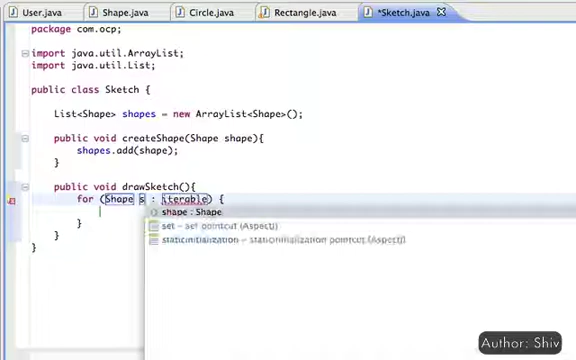 User.java Shape.java Circle.java Rectangle.java *Sketch.java
package com.ocp;
import java.util.ArrayList;
import java.util.List;
public class Sketch {
List<Shape> shapes = new ArrayList<Shape>();
public void createShape(Shape shape){
shapes.add(shape);
}
public void drawSketch(){
for (Shape s : iterable) {
shape : Shape
set - set pointcut (AspectJ)
staticinitialization - staticinitialization pointcut (AspectJ)
}
}
}
Author: Shiv